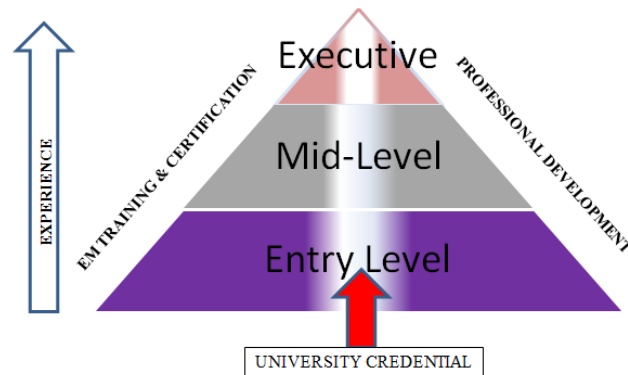 Executive
Mid-Level
Entry Level
EXPERIENCE
EM TRAINING & CERTIFICATION
PROFESSIONAL DEVELOPMENT
UNIVERSITY CREDENTIAL